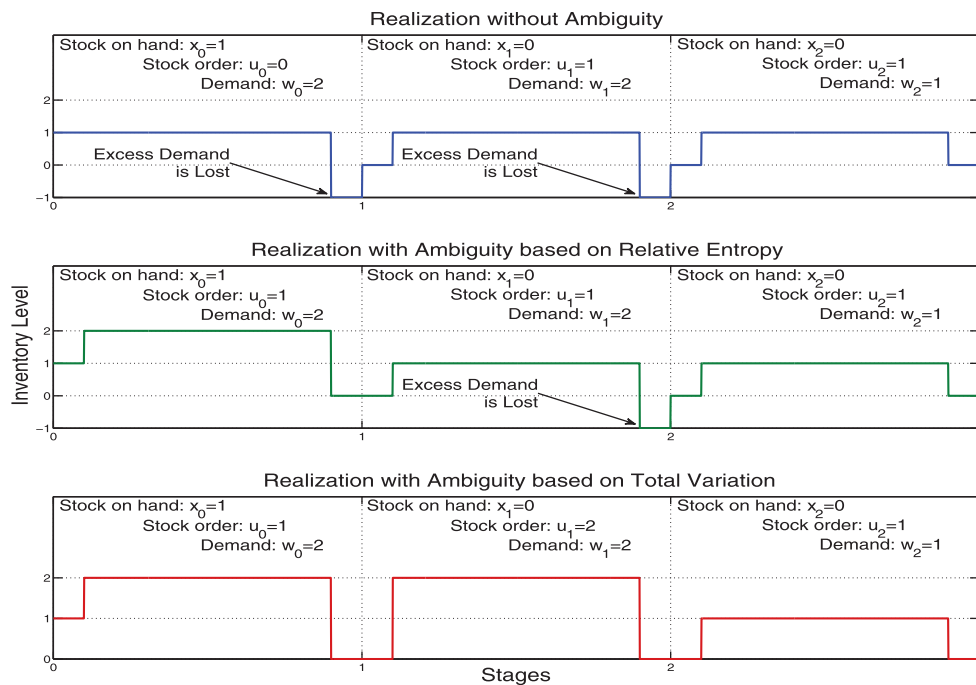 Realization without Ambiguity
Stock on hand: x0=1
Stock order: u0=0
Demand: w0=2
Stock on hand: x1=0
Stock order: u1=1
Demand: w1=2
Stock on hand: x2=0
Stock order: u2=1
Demand: w2=1
2
1
0
−1
Excess Demand
is Lost
Excess Demand
is Lost
0
1
2
Realization with Ambiguity based on Relative Entropy
Stock on hand: x0=1
Stock order: u0=1
Demand: w0=2
Stock on hand: x1=0
Stock order: u1=1
Demand: w1=2
Stock on hand: x2=0
Stock order: u2=1
Demand: w2=1
Inventory Level
2
1
0
−1
Excess Demand
is Lost
0
1
2
Realization with Ambiguity based on Total Variation
Stock on hand: x0=1
Stock order: u0=1
Demand: w0=2
Stock on hand: x1=0
Stock order: u1=2
Demand: w1=2
Stock on hand: x2=0
Stock order: u2=1
Demand: w2=1
2
1
0
0
1
2
Stages